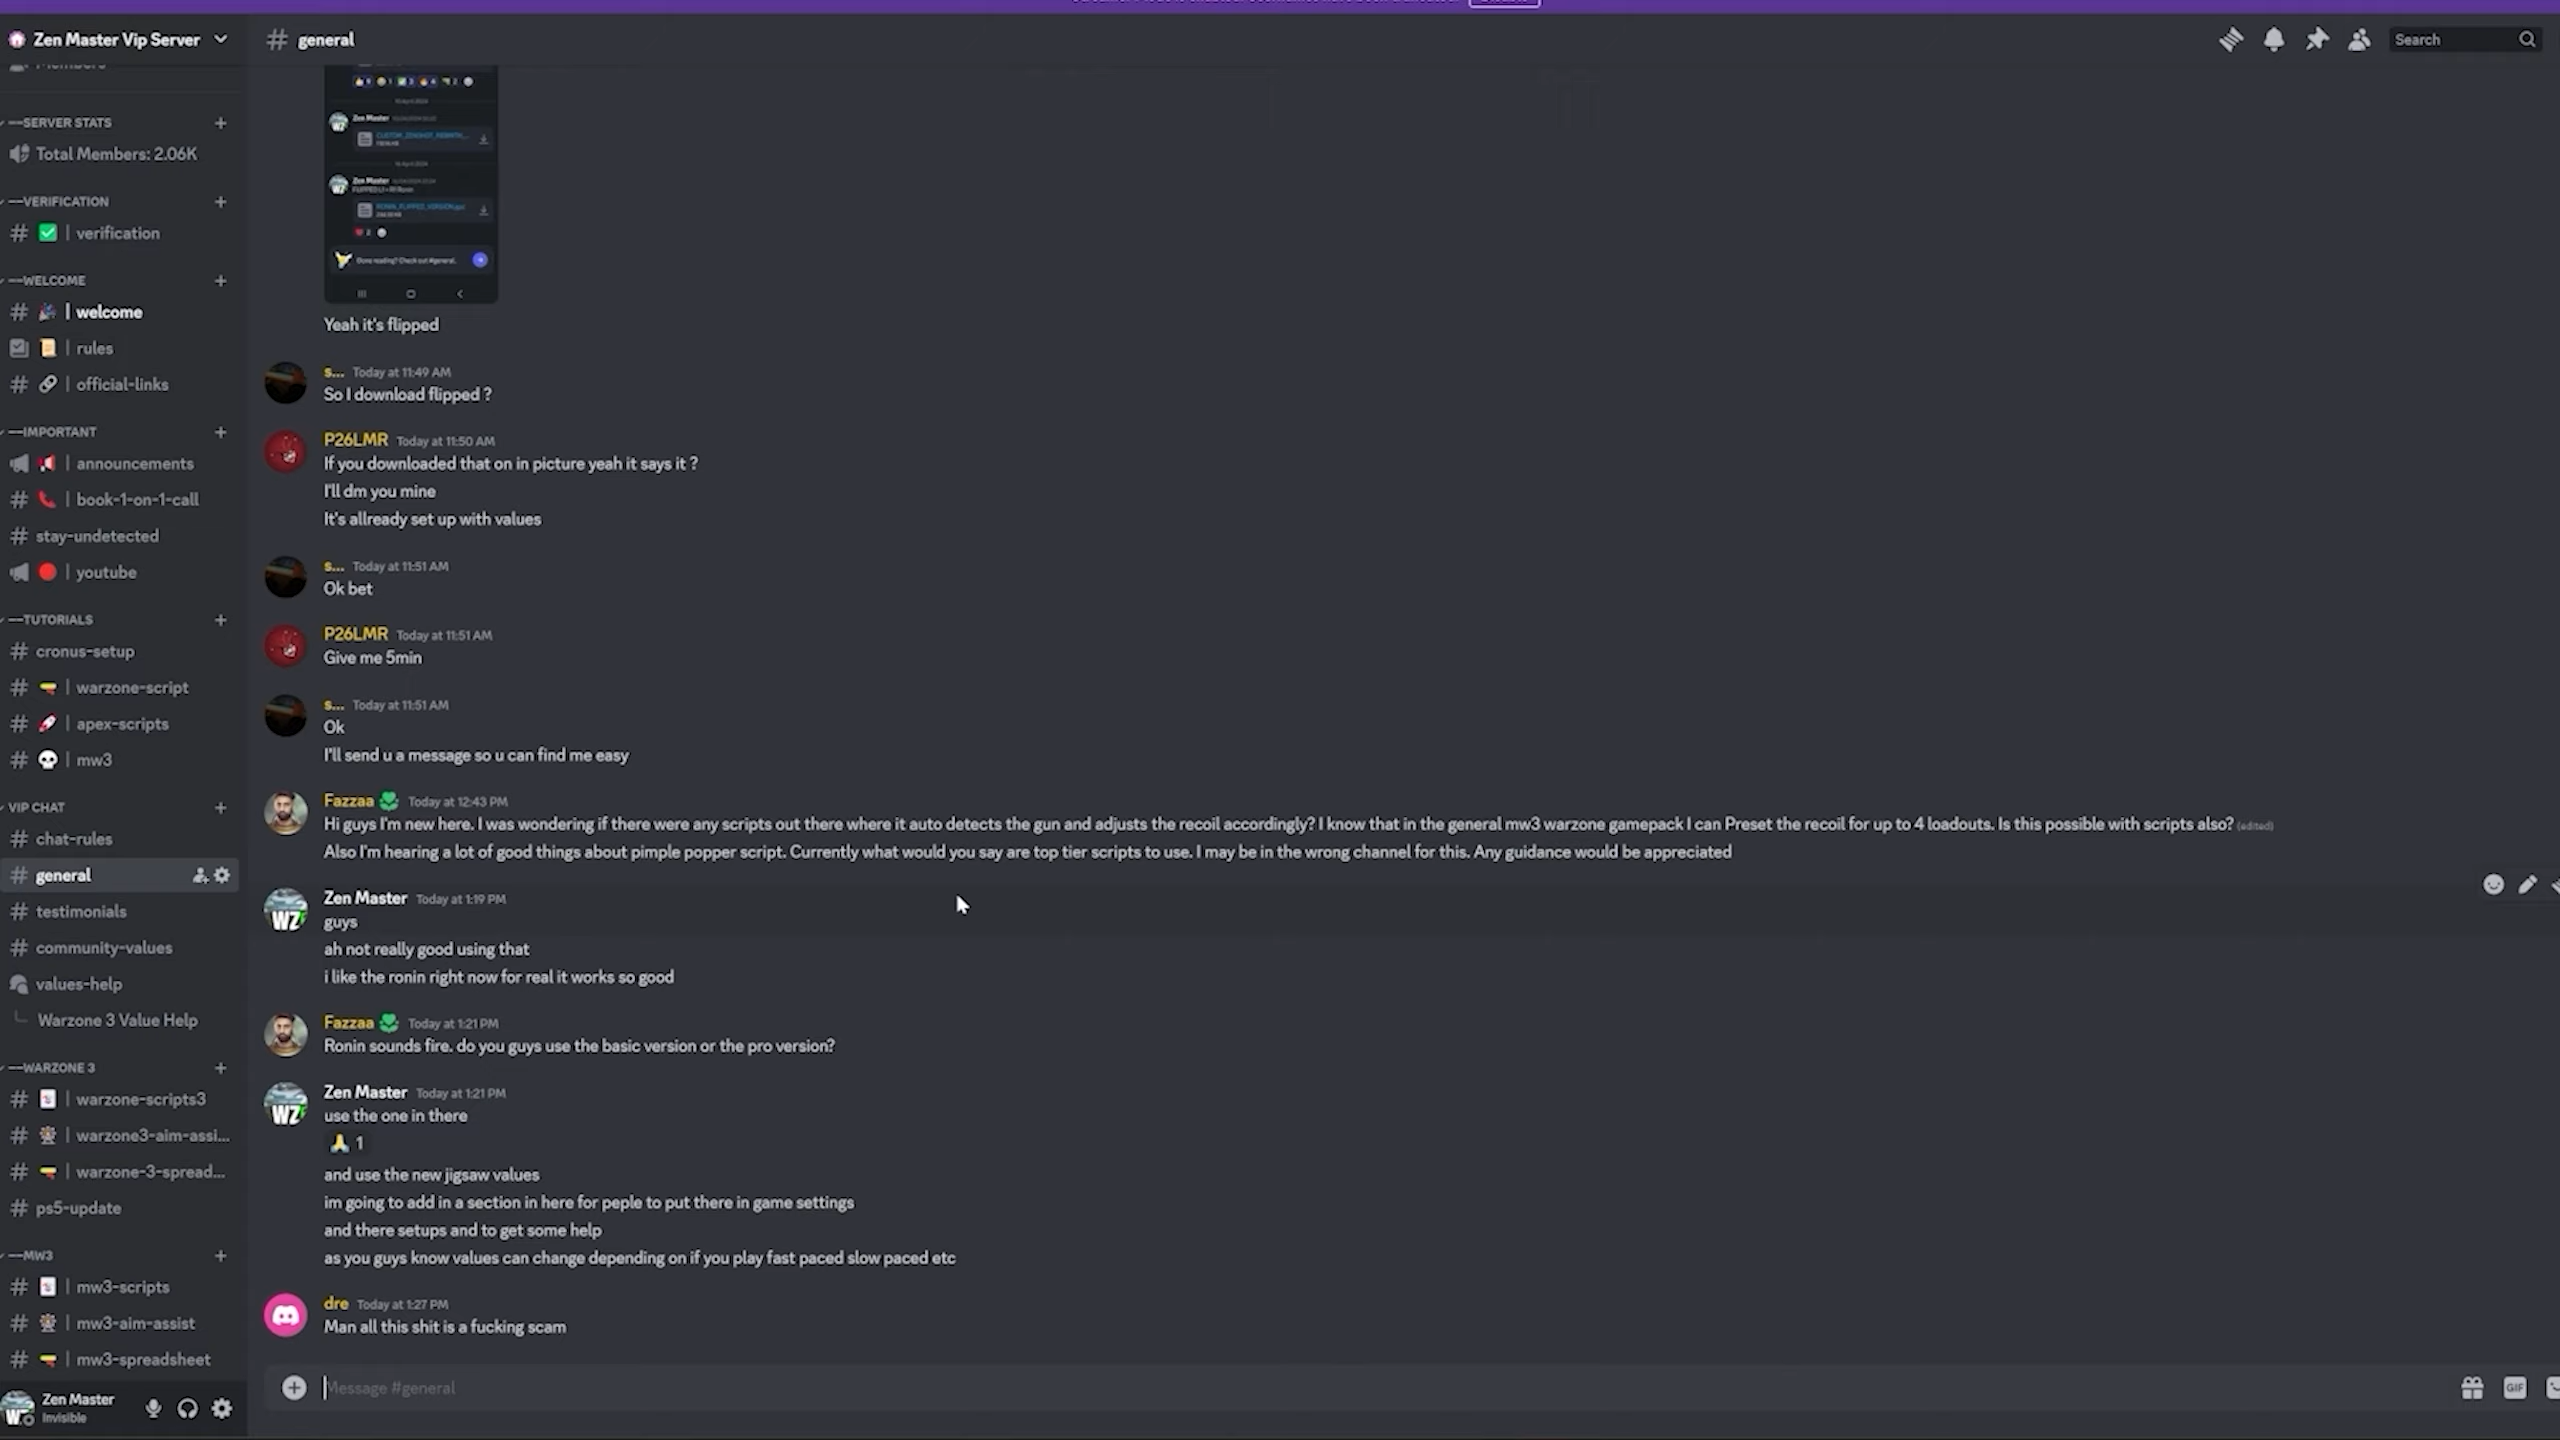 Zen Master Vip Server
general
Search
Members
SERVER STATS
Total Members: 2.06K
VERIFICATION
verification
WELCOME
welcome
rules
official-links
IMPORTANT
announcements
book-1-on-1-call
stay-undetected
youtube
TUTORIALS
cronus-setup
warzone-script
apex-scripts
mw3
VIP CHAT
chat-rules
general
testimonials
community-values
values-help
Warzone 3 Value Help
WARZONE 3
warzone-scripts3
warzone3-aim-assi...
warzone-3-spread...
ps5-update
MW3
mw3-scripts
mw3-aim-assist
mw3-spreadsheet
Zen Master
Invisible
Zen Master
Zen Master
Done reading? Check out #general.
Yeah it's flipped
s... Today at 11:49 AM
So I download flipped ?
P26LMR Today at 11:50 AM
If you downloaded that on in picture yeah it says it ?
I'll dm you mine
It's allready set up with values
s... Today at 11:51 AM
Ok bet
P26LMR Today at 11:51 AM
Give me 5min
s... Today at 11:51 AM
Ok
I'll send u a message so u can find me easy
Fazzaa Today at 12:43 PM
Hi guys I'm new here. I was wondering if there were any scripts out there where it auto detects the gun and adjusts the recoil accordingly? I know that in the general mw3 warzone gamepack I can Preset the recoil for up to 4 loadouts. Is this possible with scripts also? (edited)
Also I'm hearing a lot of good things about pimple popper script. Currently what would you say are top tier scripts to use. I may be in the wrong channel for this. Any guidance would be appreciated
Zen Master Today at 1:19 PM
guys
ah not really good using that
i like the ronin right now for real it works so good
Fazzaa Today at 1:21 PM
Ronin sounds fire. do you guys use the basic version or the pro version?
Zen Master Today at 1:21 PM
use the one in there
1
and use the new jigsaw values
im going to add in a section in here for peple to put there in game settings
and there setups and to get some help
as you guys know values can change depending on if you play fast paced slow paced etc
dre Today at 1:27 PM
Man all this shit is a fucking scam
Message #general
GIF